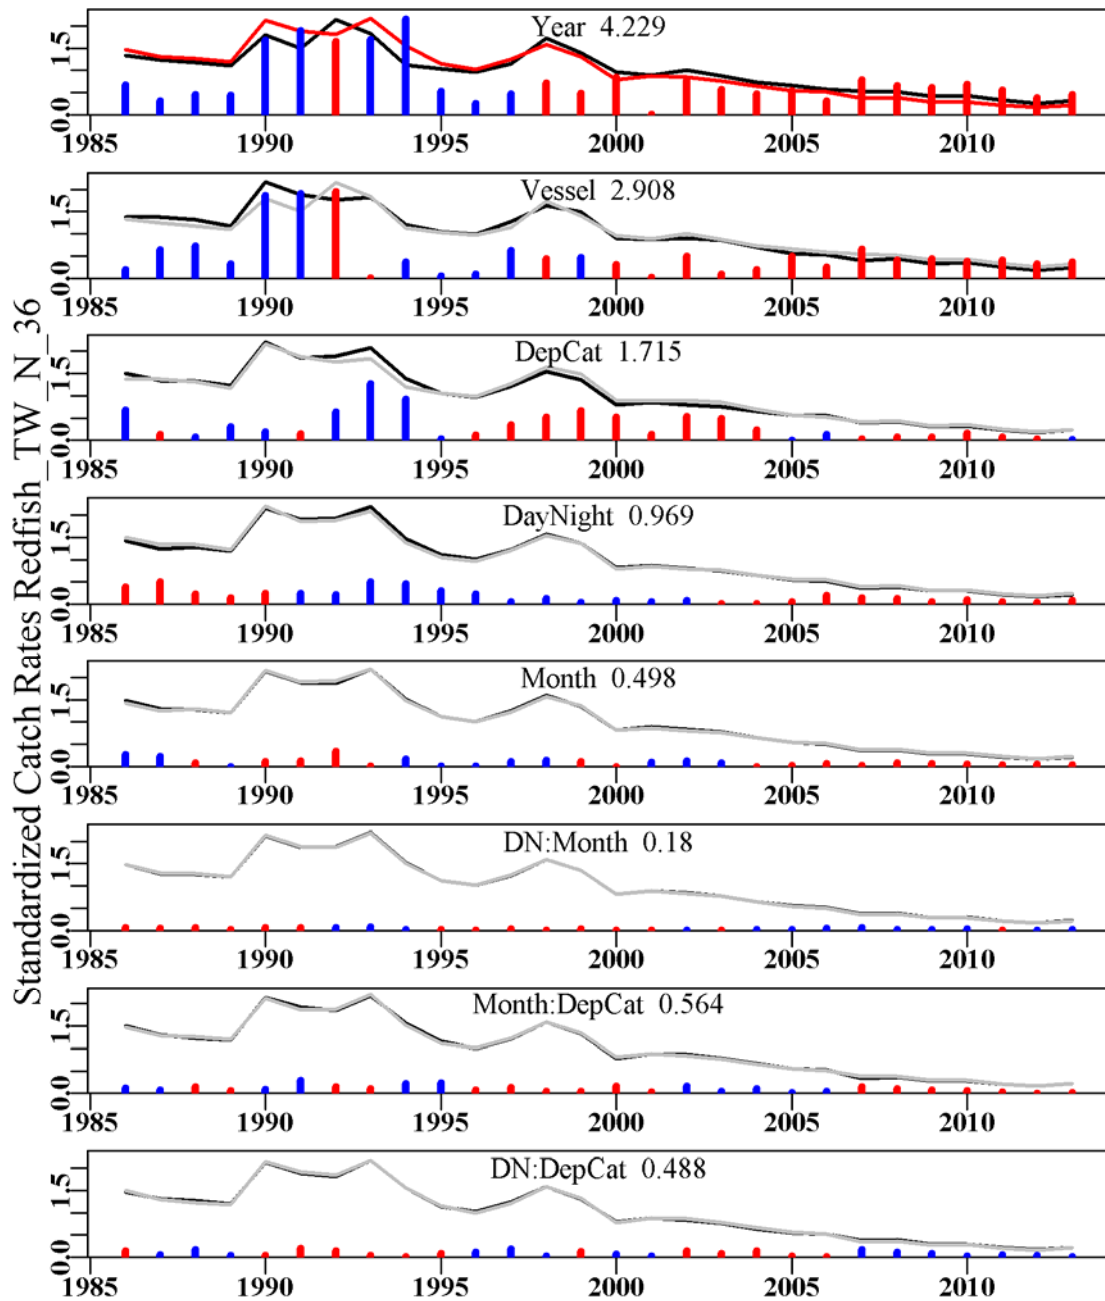 Standardized Catch Rates Redfish_TW_N_36
Year 4.229
0.0 1.5
1985 1990 1995 2000 2005 2010
Vessel 2.908
0.0 1.5
1985 1990 1995 2000 2005 2010
DepCat 1.715
0.0 1.5
1985 1990 1995 2000 2005 2010
DayNight 0.969
0.0 1.5
1985 1990 1995 2000 2005 2010
Month 0.498
0.0 1.5
1985 1990 1995 2000 2005 2010
DN:Month 0.18
0.0 1.5
1985 1990 1995 2000 2005 2010
Month:DepCat 0.564
0.0 1.5
1985 1990 1995 2000 2005 2010
DN:DepCat 0.488
0.0 1.5
1985 1990 1995 2000 2005 2010